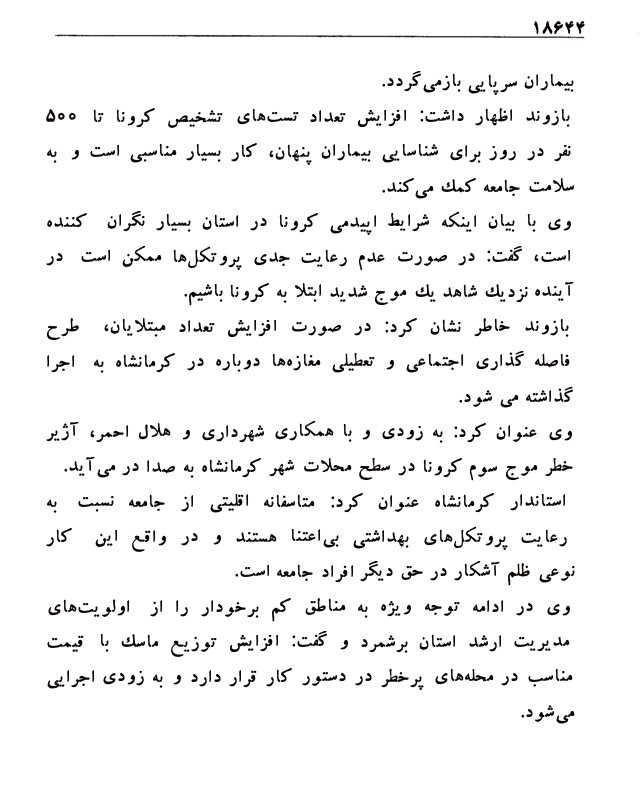 ۱۸۶۴۴
بیماران سرپایی بازمی‌گردد.
بازوند اظهار داشت: افزایش تعداد تست‌های تشخیص کرونا تا ۵۰۰
نفر در روز برای شناسایی بیماران پنهان، کار بسیار مناسبی است و به
سلامت جامعه کمك می‌کند.
وی با بیان اینکه شرایط اپیدمی کرونا در استان بسیار نگران کننده
است، گفت: در صورت عدم رعایت جدی پروتکل‌ها ممکن است در
آینده نزدیك شاهد یك موج شدید ابتلا به کرونا باشیم.
بازوند خاطر نشان کرد: در صورت افزایش تعداد مبتلایان، طرح
فاصله گذاری اجتماعی و تعطیلی مغازه‌ها دوباره در کرمانشاه به اجرا
گذاشته می شود.
وی عنوان کرد: به زودی و با همکاری شهرداری و هلال احمر، آژیر
خطر موج سوم کرونا در سطح محلات شهر کرمانشاه به صدا در می‌آید.
استاندار کرمانشاه عنوان کرد: متاسفانه اقلیتی از جامعه نسبت به
رعایت پروتکل‌های بهداشتی بی‌اعتنا هستند و در واقع این کار
نوعی ظلم آشکار در حق دیگر افراد جامعه است.
وی در ادامه توجه ویژه به مناطق کم برخودار را از اولویت‌های
مدیریت ارشد استان برشمرد و گفت: افزایش توزیع ماسك با قیمت
مناسب در محله‌های پرخطر در دستور کار قرار دارد و به زودی اجرایی
می‌شود.